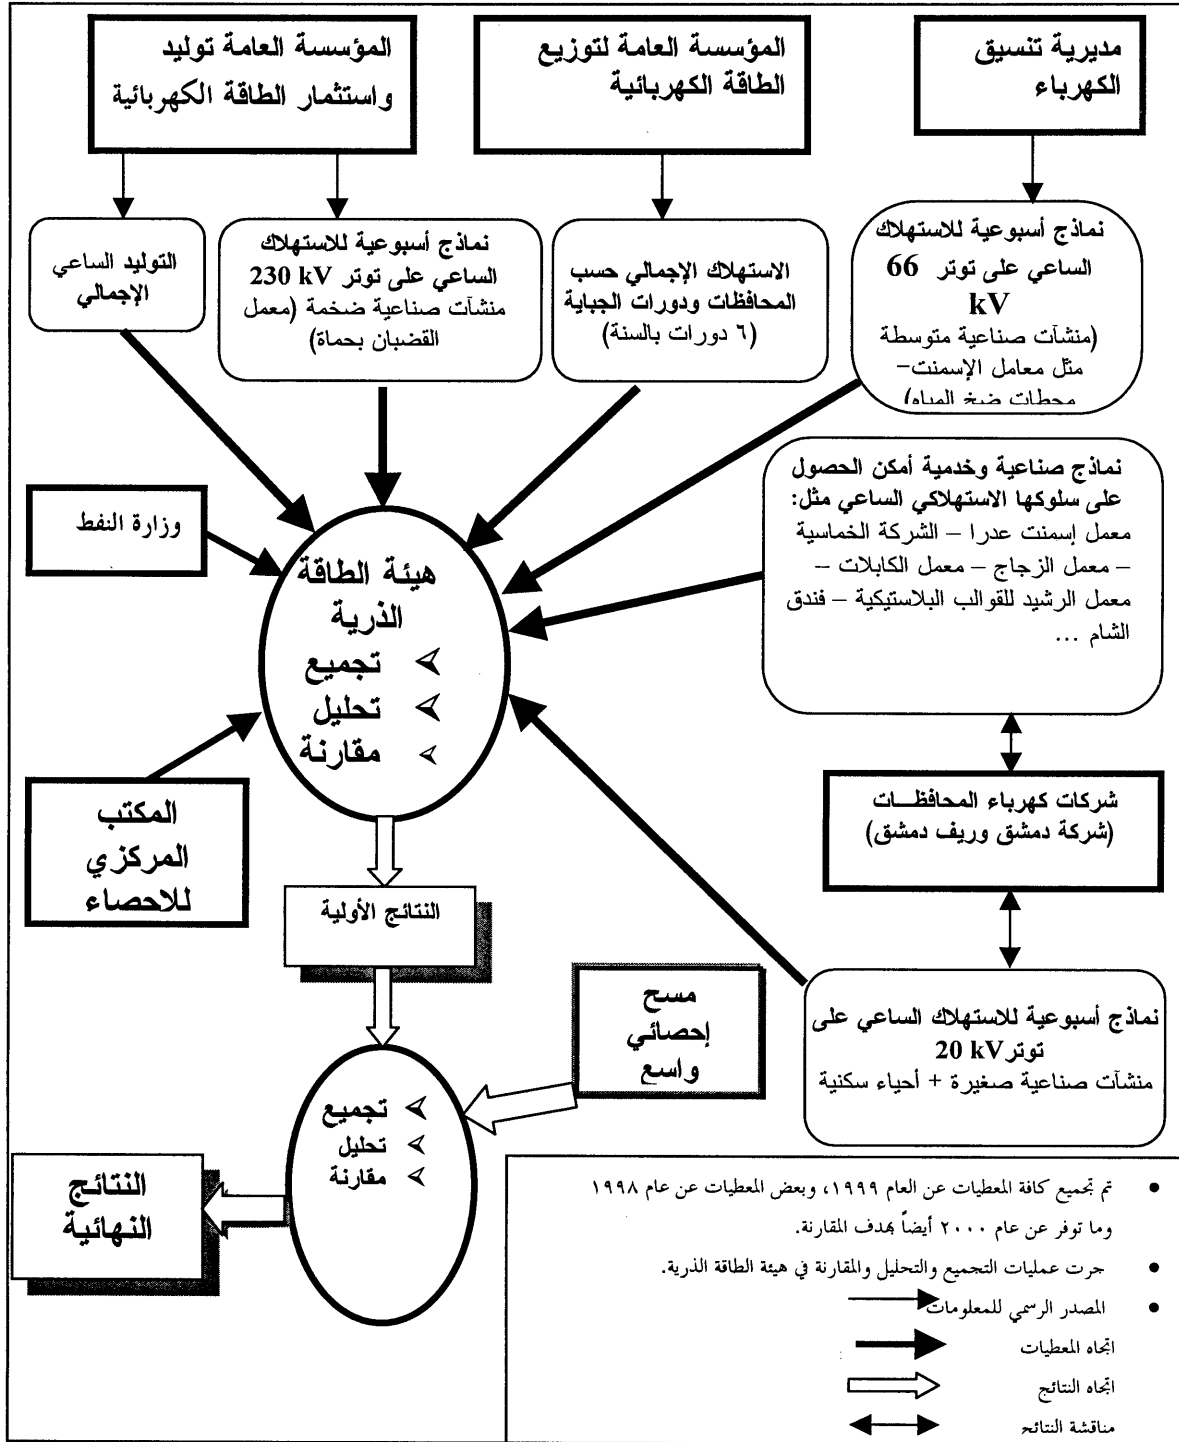 مديرية تنسيق
الكهرباء
المؤسسة العامة لتوزيع
الطاقة الكهربائية
المؤسسة العامة توليد
واستثمار الطاقة الكهربائية
نماذج أسبوعية للاستهلاك
الساعي على توتر 66
kV
(منشآت صناعية متوسطة
مثل معامل الإسمنت–
محطات ضخ المياه)
الاستهلاك الإجمالي حسب
المحافظات ودورات الجباية
(٦ دورات بالسنة)
نماذج أسبوعية للاستهلاك
الساعي على توتر 230 kV
منشآت صناعية ضخمة (معمل
القضبان بحماة)
التوليد الساعي
الإجمالي
نماذج صناعية وخدمية أمكن الحصول
على سلوكها الاستهلاكي الساعي مثل:
معمل إسمنت عدرا – الشركة الخماسية
– معمل الزجاج – معمل الكابلات –
معمل الرشيد للقوالب البلاستيكية – فندق
الشام ...
وزارة النفط
هيئة الطاقة
الذرية
⮚ تجميع
⮚ تحليل
⮚ مقارنة
المكتب
المركزي
للاحصاء
شركات كهرباء المحافظـــات
(شركة دمشق وريف دمشق)
النتائج الأولية
مسح
إحصائي
واسع
نماذج أسبوعية للاستهلاك الساعي على
توتر 20 kV
منشآت صناعية صغيرة + أحياء سكنية
⮚ تجميع
⮚ تحليل
⮚ مقارنة
النتائج
النهائية
• تم تجميع كافة المعطيات عن العام ١٩٩٩، وبعض المعطيات عن عام ١٩٩٨
وما توفر عن عام ٢٠٠٠ أيضاً بهدف المقارنة.
• جرت عمليات التجميع والتحليل والمقارنة في هيئة الطاقة الذرية.
• المصدر الرسمي للمعلومات
اتجاه المعطيات
اتجاه النتائج
مناقشة النتائج